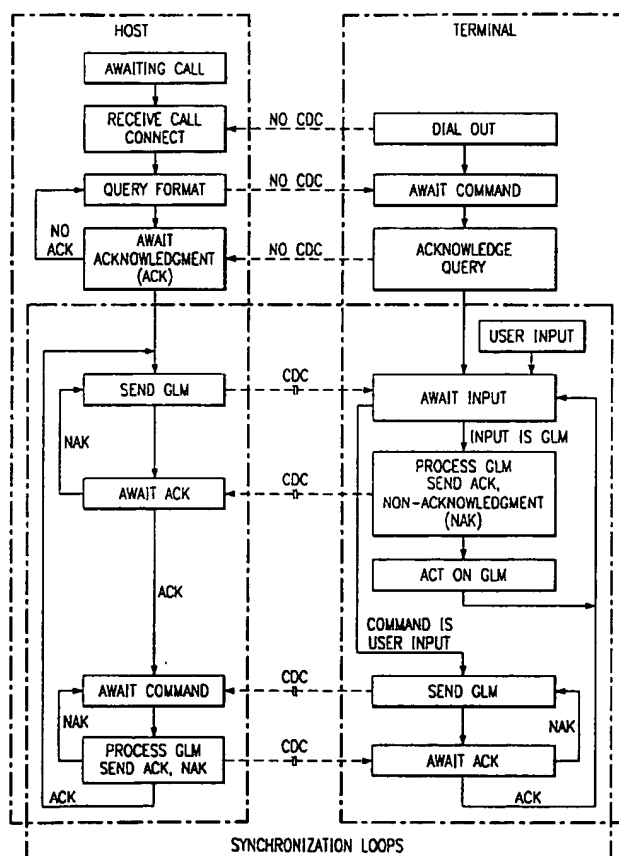 HOST
TERMINAL
AWAITING CALL
RECEIVE CALL
CONNECT
NO CDC
DIAL OUT
QUERY FORMAT
NO CDC
AWAIT COMMAND
NO
ACK
AWAIT
ACKNOWLEDGMENT
(ACK)
NO CDC
ACKNOWLEDGE
QUERY
USER INPUT
SEND GLM
CDC
AWAIT INPUT
NAK
INPUT IS GLM
AWAIT ACK
CDC
PROCESS GLM
SEND ACK,
NON-ACKNOWLEDGMENT
(NAK)
ACT ON GLM
ACK
COMMAND IS
USER INPUT
AWAIT COMMAND
CDC
SEND GLM
NAK
NAK
PROCESS GLM
SEND ACK, NAK
CDC
AWAIT ACK
ACK
ACK
SYNCHRONIZATION LOOPS